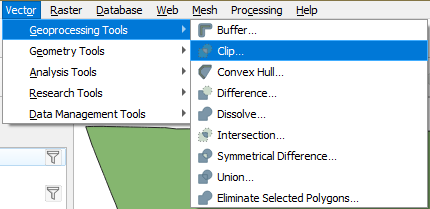 Vector Raster Database Web Mesh Processing Help
Geoprocessing Tools
Geometry Tools
Analysis Tools
Research Tools
Data Management Tools
Buffer...
Clip...
Convex Hull...
Difference...
Dissolve...
Intersection...
Symmetrical Difference...
Union...
Eliminate Selected Polygons...